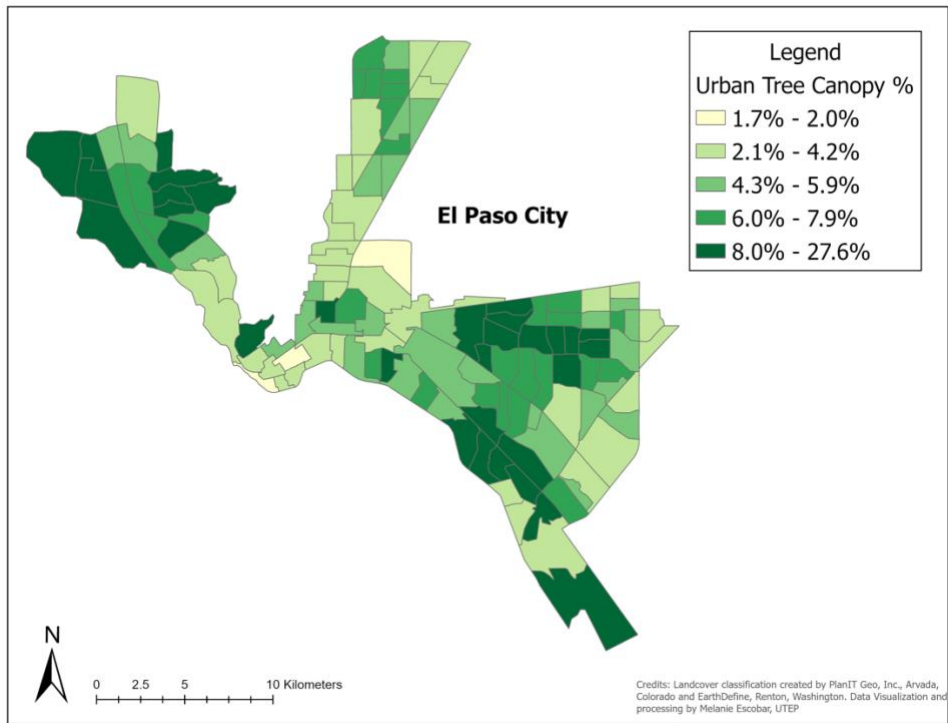 Legend
Urban Tree Canopy %
1.7% - 2.0%
2.1% - 4.2%
4.3% - 5.9%
6.0% - 7.9%
8.0% - 27.6%
El Paso City
N
0 2.5 5 10 Kilometers
Credits: Landcover classification created by PlanIT Geo, Inc., Arvada,
Colorado and EarthDefine, Renton, Washington. Data Visualization and
processing by Melanie Escobar, UTEP